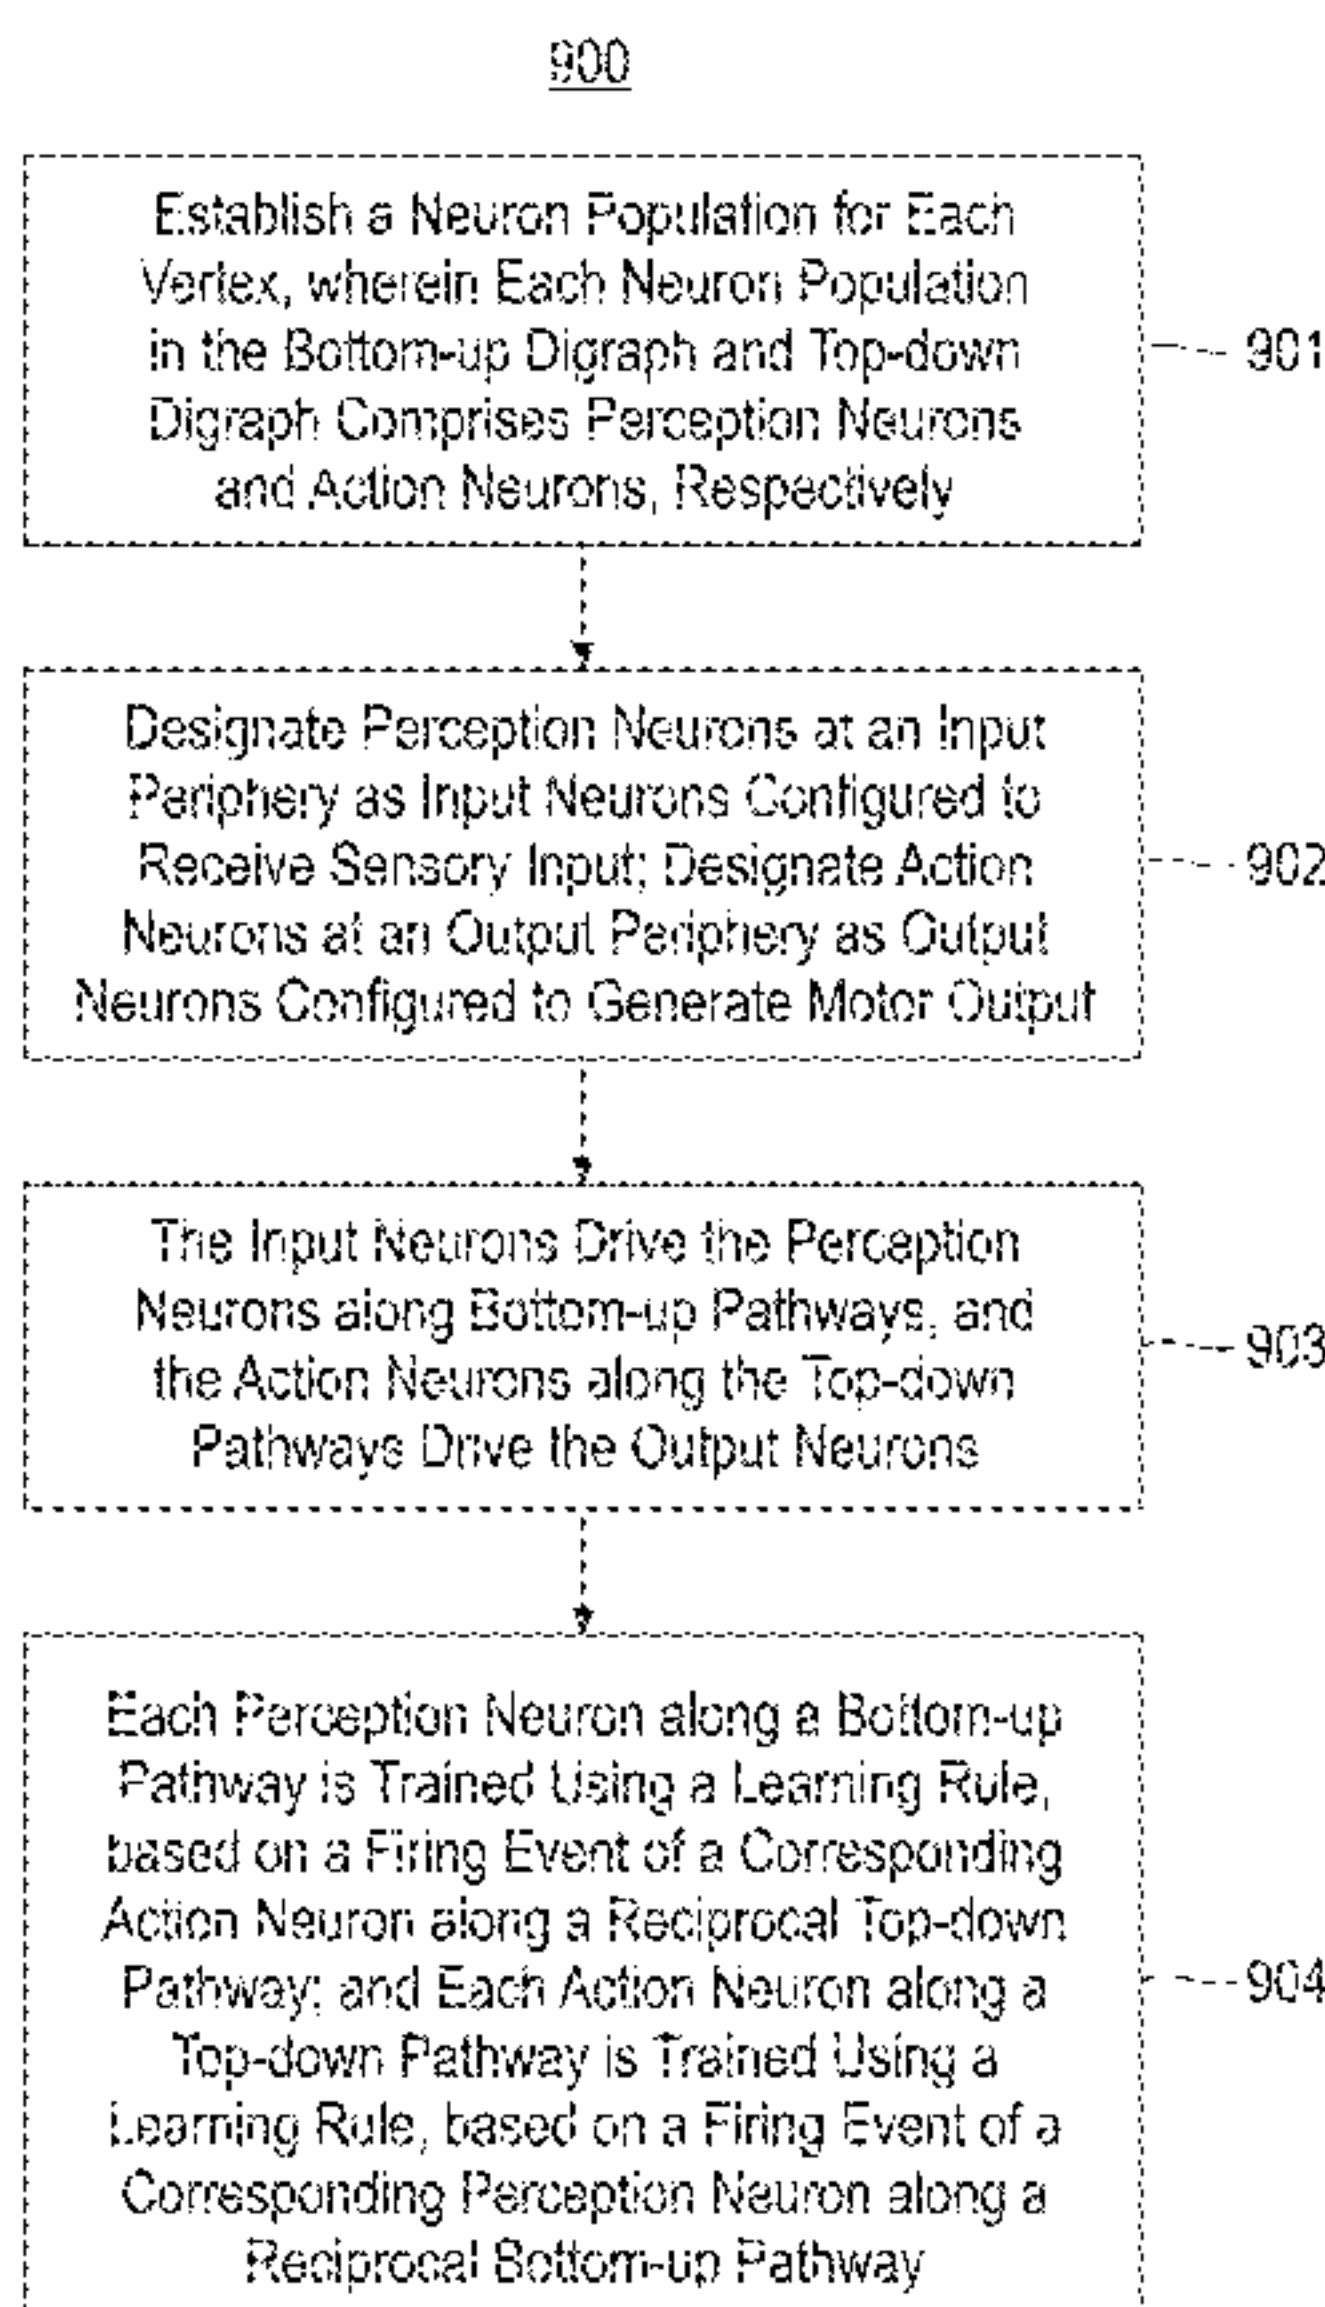 900
Establish a Neuron Population for Each
Vertex, wherein Each Neuron Population
in the Bottom-up Digraph and Top-down
Digraph Comprises Perception Neurons
and Action Neurons, Respectively
901
Designate Perception Neurons at an Input
Periphery as Input Neurons Configured to
Receive Sensory Input; Designate Action
Neurons at an Output Periphery as Output
Neurons Configured to Generate Motor Output
902
The Input Neurons Drive the Perception
Neurons along Bottom-up Pathways, and
the Action Neurons along the Top-down
Pathways Drive the Output Neurons
903
Each Perception Neuron along a Bottom-up
Pathway is Trained Using a Learning Rule,
based on a Firing Event of a Corresponding
Action Neuron along a Reciprocal Top-down
Pathway; and Each Action Neuron along a
Top-down Pathway is Trained Using a
Learning Rule, based on a Firing Event of a
Corresponding Perception Neuron along a
Reciprocal Bottom-up Pathway
904